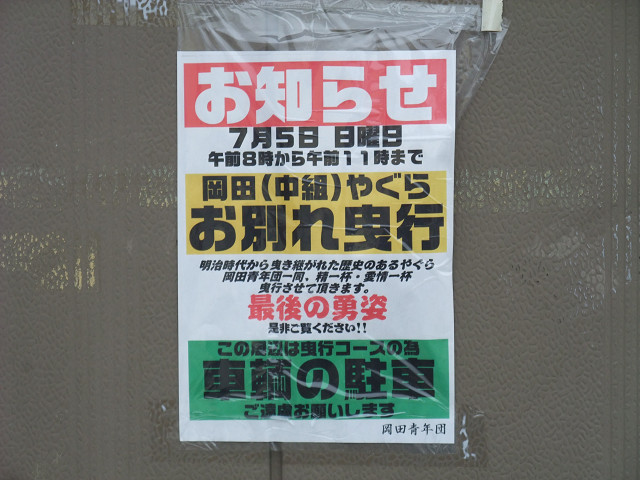 お知らせ
7月5日 日曜日
午前8時から午前11時まで
岡田(中組)やぐら
お別れ曳行
明治時代から曳き継がれた歴史のあるやぐら
岡田青年団一同、精一杯・愛情一杯
曳行させて頂きます。
最後の勇姿
是非ご覧ください!!
この周辺は曳行コースの為
車輌の駐車
ご遠慮お願いします
岡田青年団